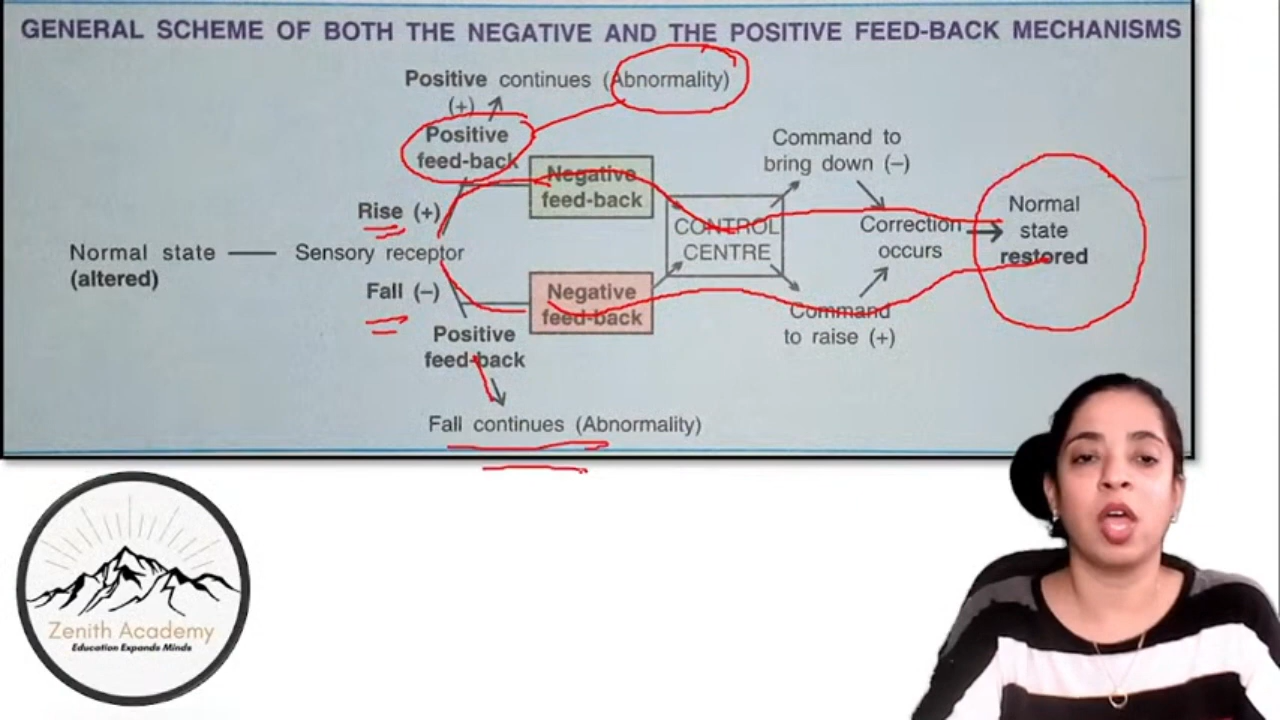 GENERAL SCHEME OF BOTH THE NEGATIVE AND THE POSITIVE FEED-BACK MECHANISMS
Positive continues (Abnormality)
(+)
Positive
feed-back
Negative
feed-back
Command to
bring down (–)
Rise (+)
CONTROL
CENTRE
Correction
occurs
Normal
state
restored
Normal state
(altered)
Sensory receptor
Fall (–)
Negative
feed-back
Command
to raise (+)
Positive
feed-back
Fall continues (Abnormality)
Zenith Academy
Education Expands Minds